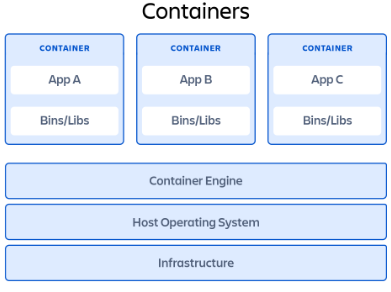 Containers
CONTAINER CONTAINER CONTAINER
App A App B App C
Bins/Libs Bins/Libs Bins/Libs
Container Engine
Host Operating System
Infrastructure